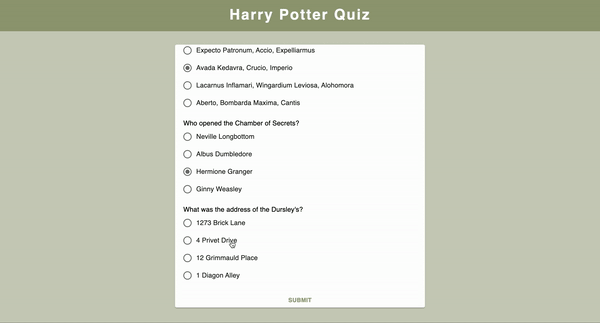 Harry Potter Quiz
Expecto Patronum, Accio, Expelliarmus
Avada Kedavra, Crucio, Imperio
Lacarnus Inflamari, Wingardium Leviosa, Alohomora
Aberto, Bombarda Maxima, Cantis
Who opened the Chamber of Secrets?
Neville Longbottom
Albus Dumbledore
Hermione Granger
Ginny Weasley
What was the address of the Dursley's?
1273 Brick Lane
4 Privet Drive
12 Grimmauld Place
1 Diagon Alley
SUBMIT